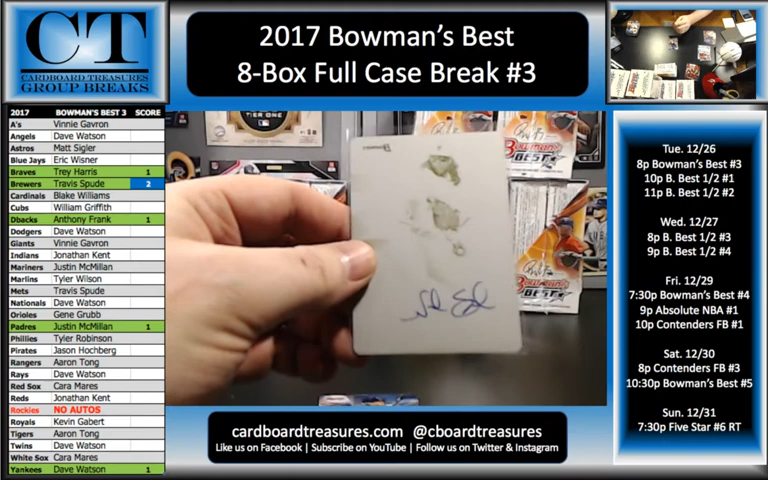 CT
CARDBOARD TREASURES
GROUP BREAKS
2017 Bowman's Best
8-Box Full Case Break #3
2017 BOWMAN'S BEST 3 SCORE
A's Vinnie Gavron
Angels Dave Watson
Astros Matt Sigler
Blue Jays Eric Wisner
Braves Trey Harris 1
Brewers Travis Spude 2
Cardinals Blake Williams
Cubs William Griffith
Dbacks Anthony Frank 1
Dodgers Dave Watson
Giants Vinnie Gavron
Indians Jonathan Kent
Mariners Justin McMillan
Marlins Tyler Wilson
Mets Travis Spude
Nationals Dave Watson
Orioles Gene Grubb
Padres Justin McMillan 1
Phillies Tyler Robinson
Pirates Jason Hochberg
Rangers Aaron Tong
Rays Dave Watson
Red Sox Cara Mares
Reds Jonathan Kent
Rockies NO AUTOS
Royals Kevin Gabert
Tigers Aaron Tong
Twins Dave Watson
White Sox Cara Mares
Yankees Dave Watson 1
TIER ONE
BEST
BEST
Tue. 12/26
8p Bowman's Best #3
10p B. Best 1/2 #1
11p B. Best 1/2 #2
Wed. 12/27
8p B. Best 1/2 #3
9p B. Best 1/2 #4
Fri. 12/29
7:30p Bowman's Best #4
9p Absolute NBA #1
10p Contenders FB #1
Sat. 12/30
8p Contenders FB #3
10:30p Bowman's Best #5
Sun. 12/31
7:30p Five Star #6 RT
cardboardtreasures.com @cboardtreasures
Like us on Facebook | Subscribe on YouTube | Follow us on Twitter & Instagram